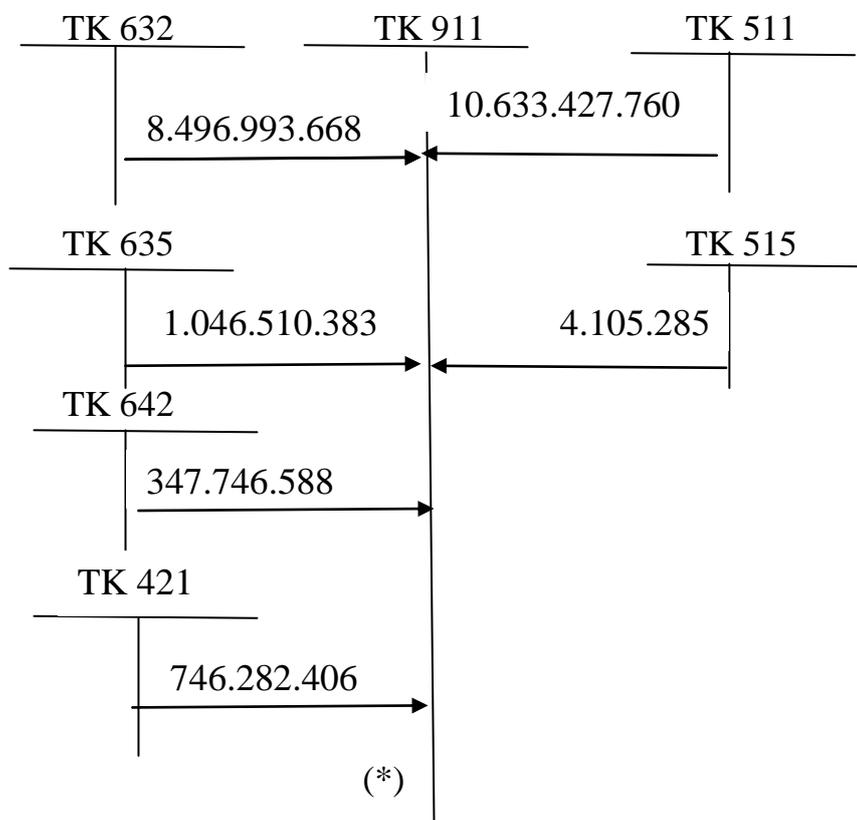 TK 632 TK 911 TK 511
8.496.993.668 10.633.427.760
TK 635 TK 515
1.046.510.383 4.105.285
TK 642
347.746.588
TK 421
746.282.406
(*)